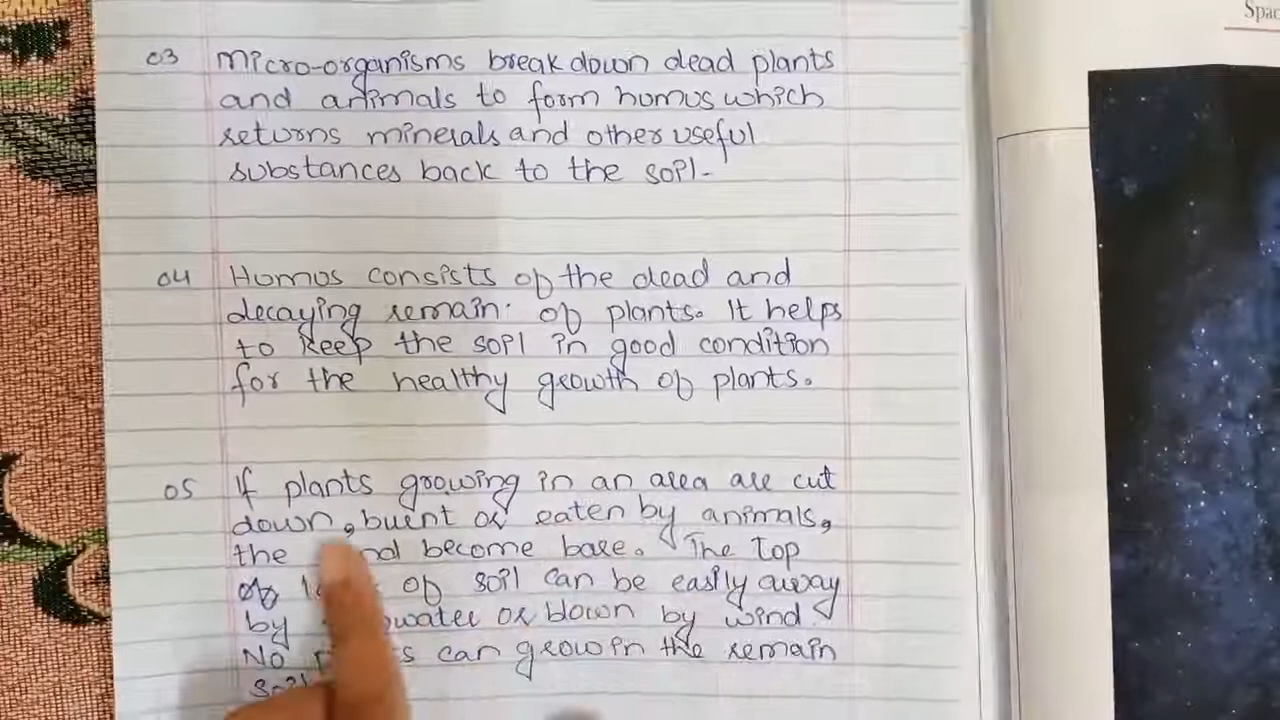 03 Micro-organisms break down dead plants
and animals to form humus which
returns minerals and other useful
substances back to the soil.
04 Humus consists of the dead and
decaying remain. of plants. It helps
to keep the soil in good condition
for the healthy growth of plants.
05 If plants growing in an area are cut
down, burnt or eaten by animals,
the become bare. The top
of of soil can be easily away
by or blown by wind
No can grow in the remain
Spac